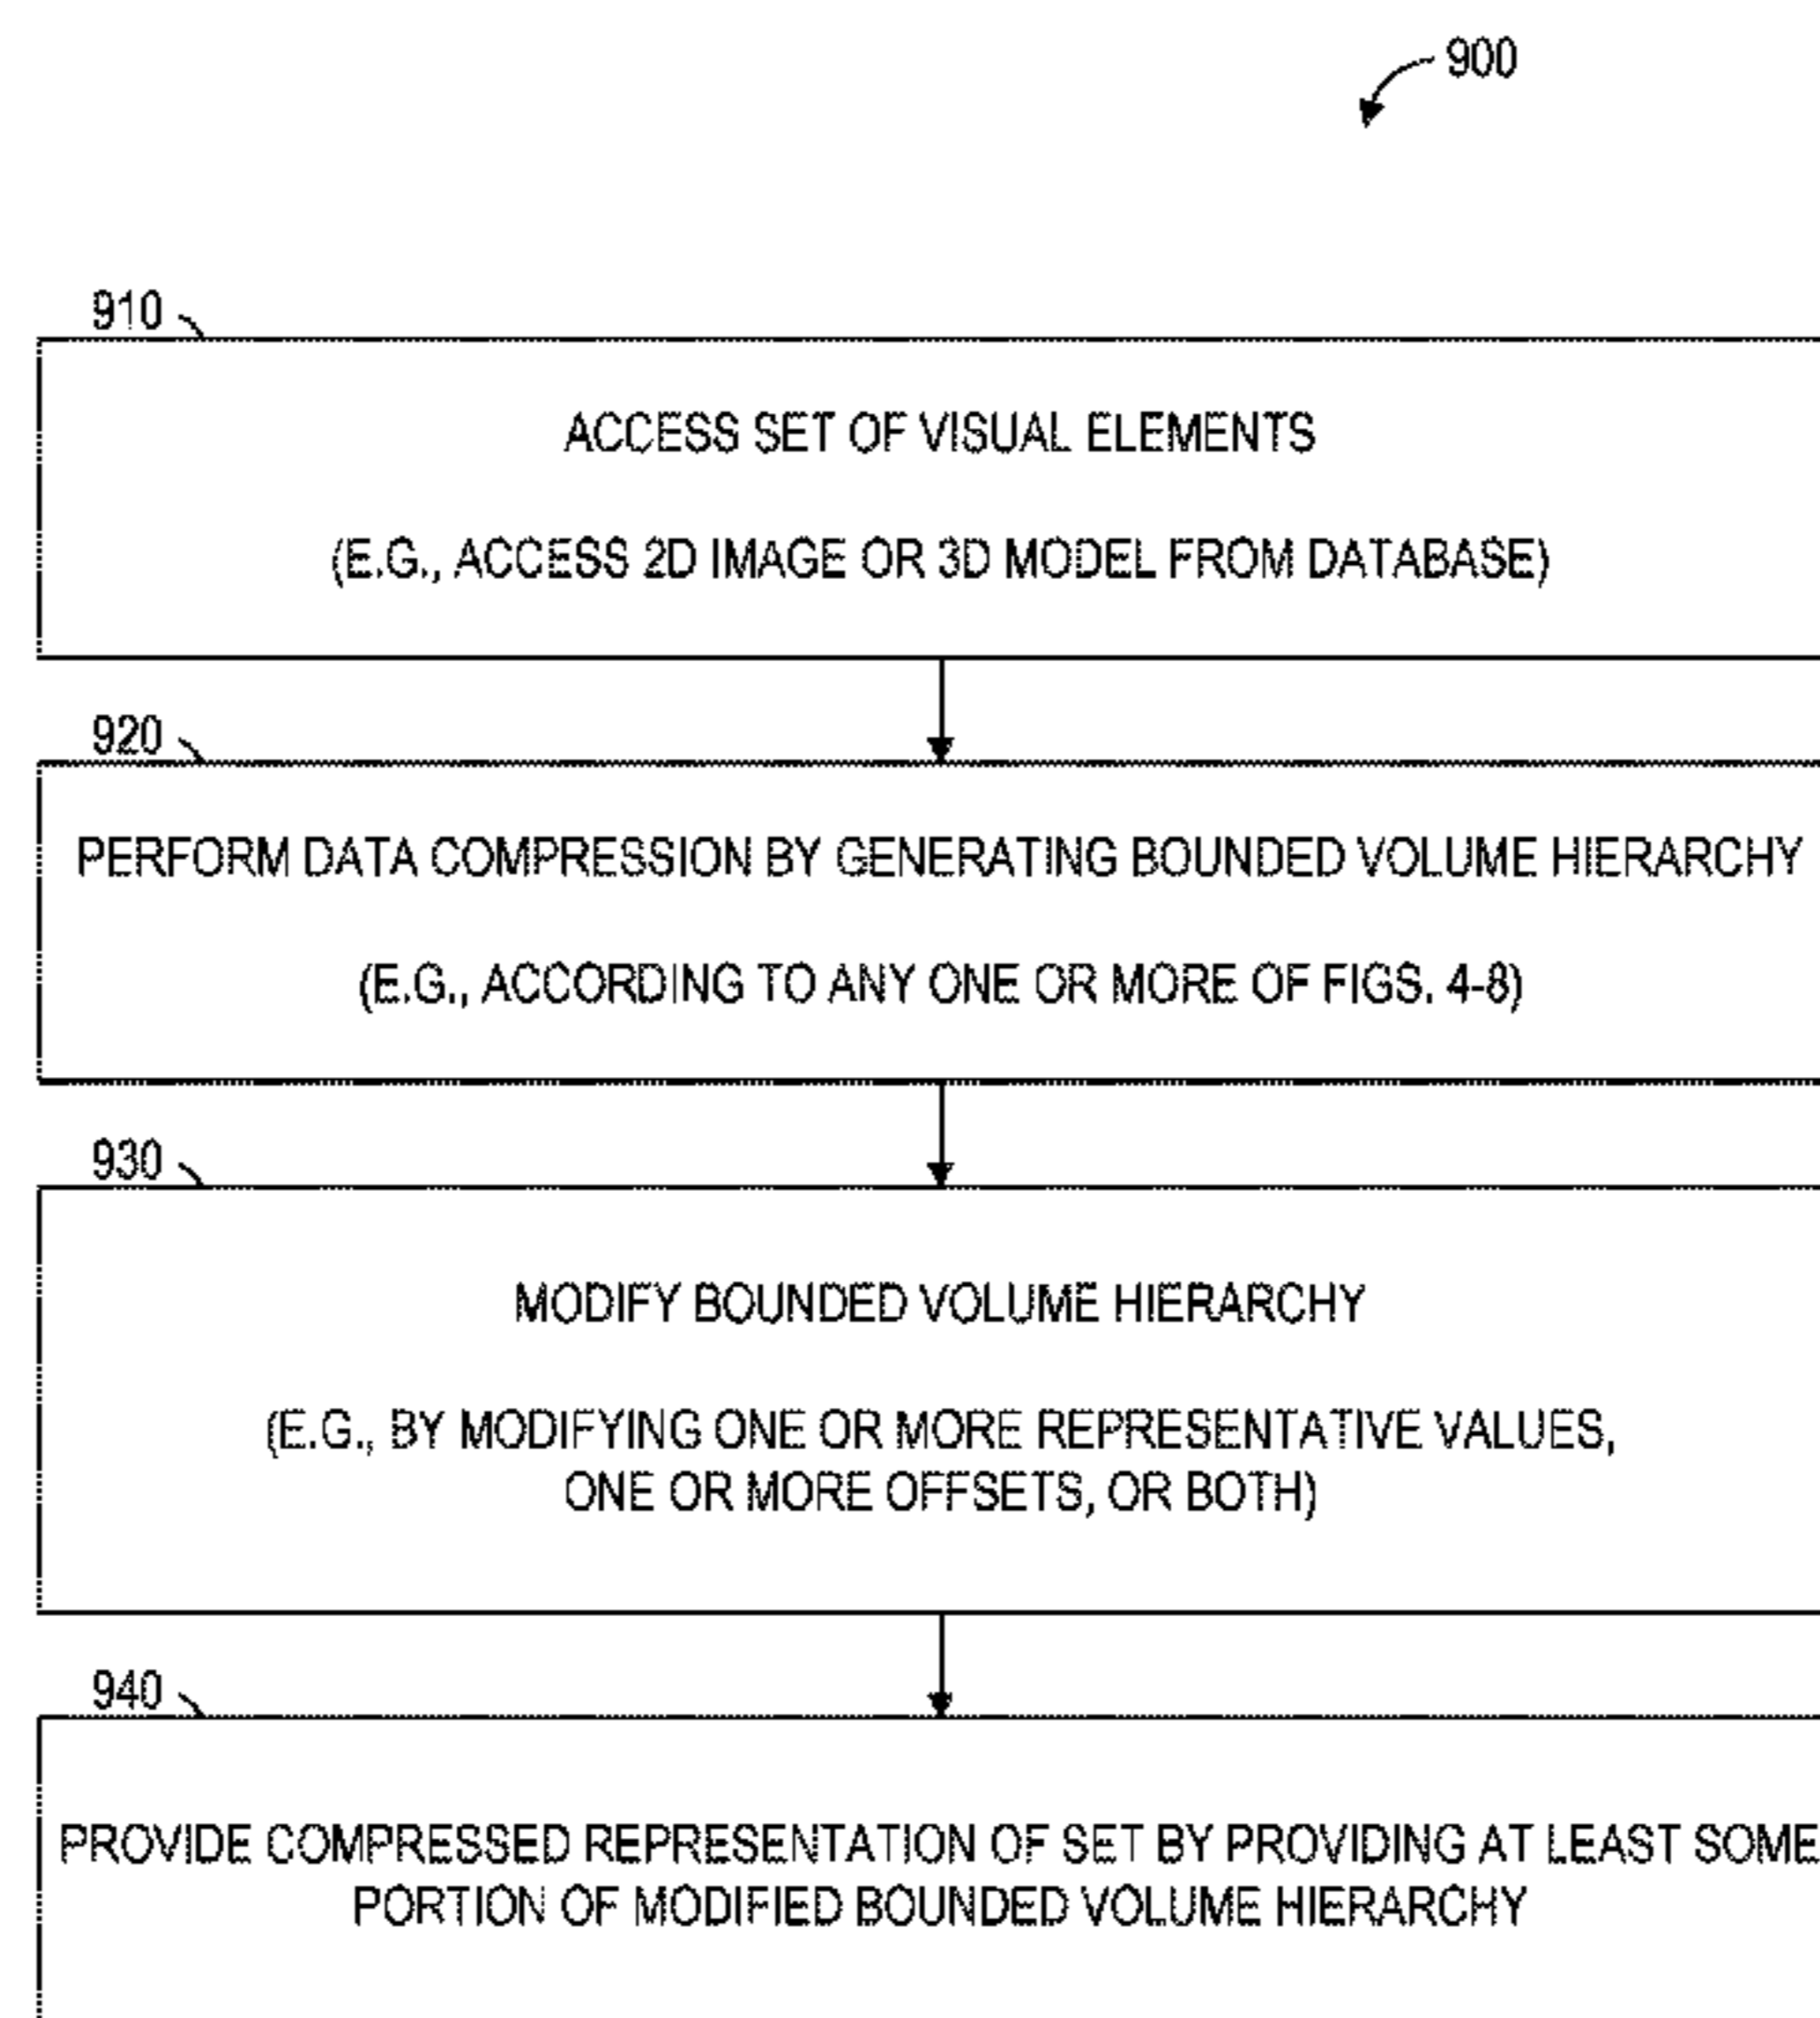 900
910
ACCESS SET OF VISUAL ELEMENTS
(E.G., ACCESS 2D IMAGE OR 3D MODEL FROM DATABASE)
920
PERFORM DATA COMPRESSION BY GENERATING BOUNDED VOLUME HIERARCHY
(E.G., ACCORDING TO ANY ONE OR MORE OF FIGS. 4-8)
930
MODIFY BOUNDED VOLUME HIERARCHY
(E.G., BY MODIFYING ONE OR MORE REPRESENTATIVE VALUES,
ONE OR MORE OFFSETS, OR BOTH)
940
PROVIDE COMPRESSED REPRESENTATION OF SET BY PROVIDING AT LEAST SOME
PORTION OF MODIFIED BOUNDED VOLUME HIERARCHY